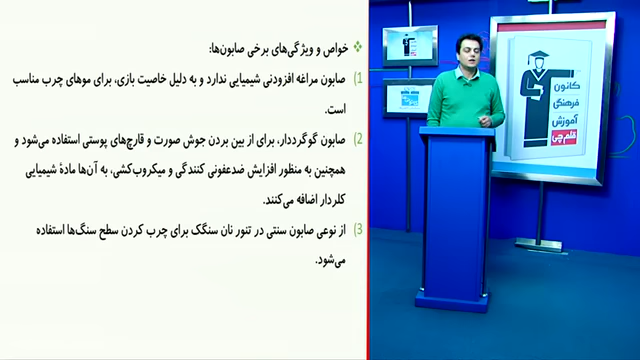 ❖ خواص و ویژگی‌های برخی صابون‌ها:
1) صابون مراغه افزودنی شیمیایی ندارد و به دلیل خاصیت بازی، برای موهای چرب مناسب
است.
2) صابون گوگرددار، برای از بین بردن جوش صورت و قارچ‌های پوستی استفاده می‌شود و
همچنین به منظور افزایش ضدعفونی کنندگی و میکروب‌کشی، به آن‌ها مادۀ شیمیایی
کلردار اضافه می‌کنند.
3) از نوعی صابون سنتی در تنور نان سنگک برای چرب کردن سطح سنگ‌ها استفاده
می‌شود.
کانون
فرهنگی
آموزش
قلم‌چی